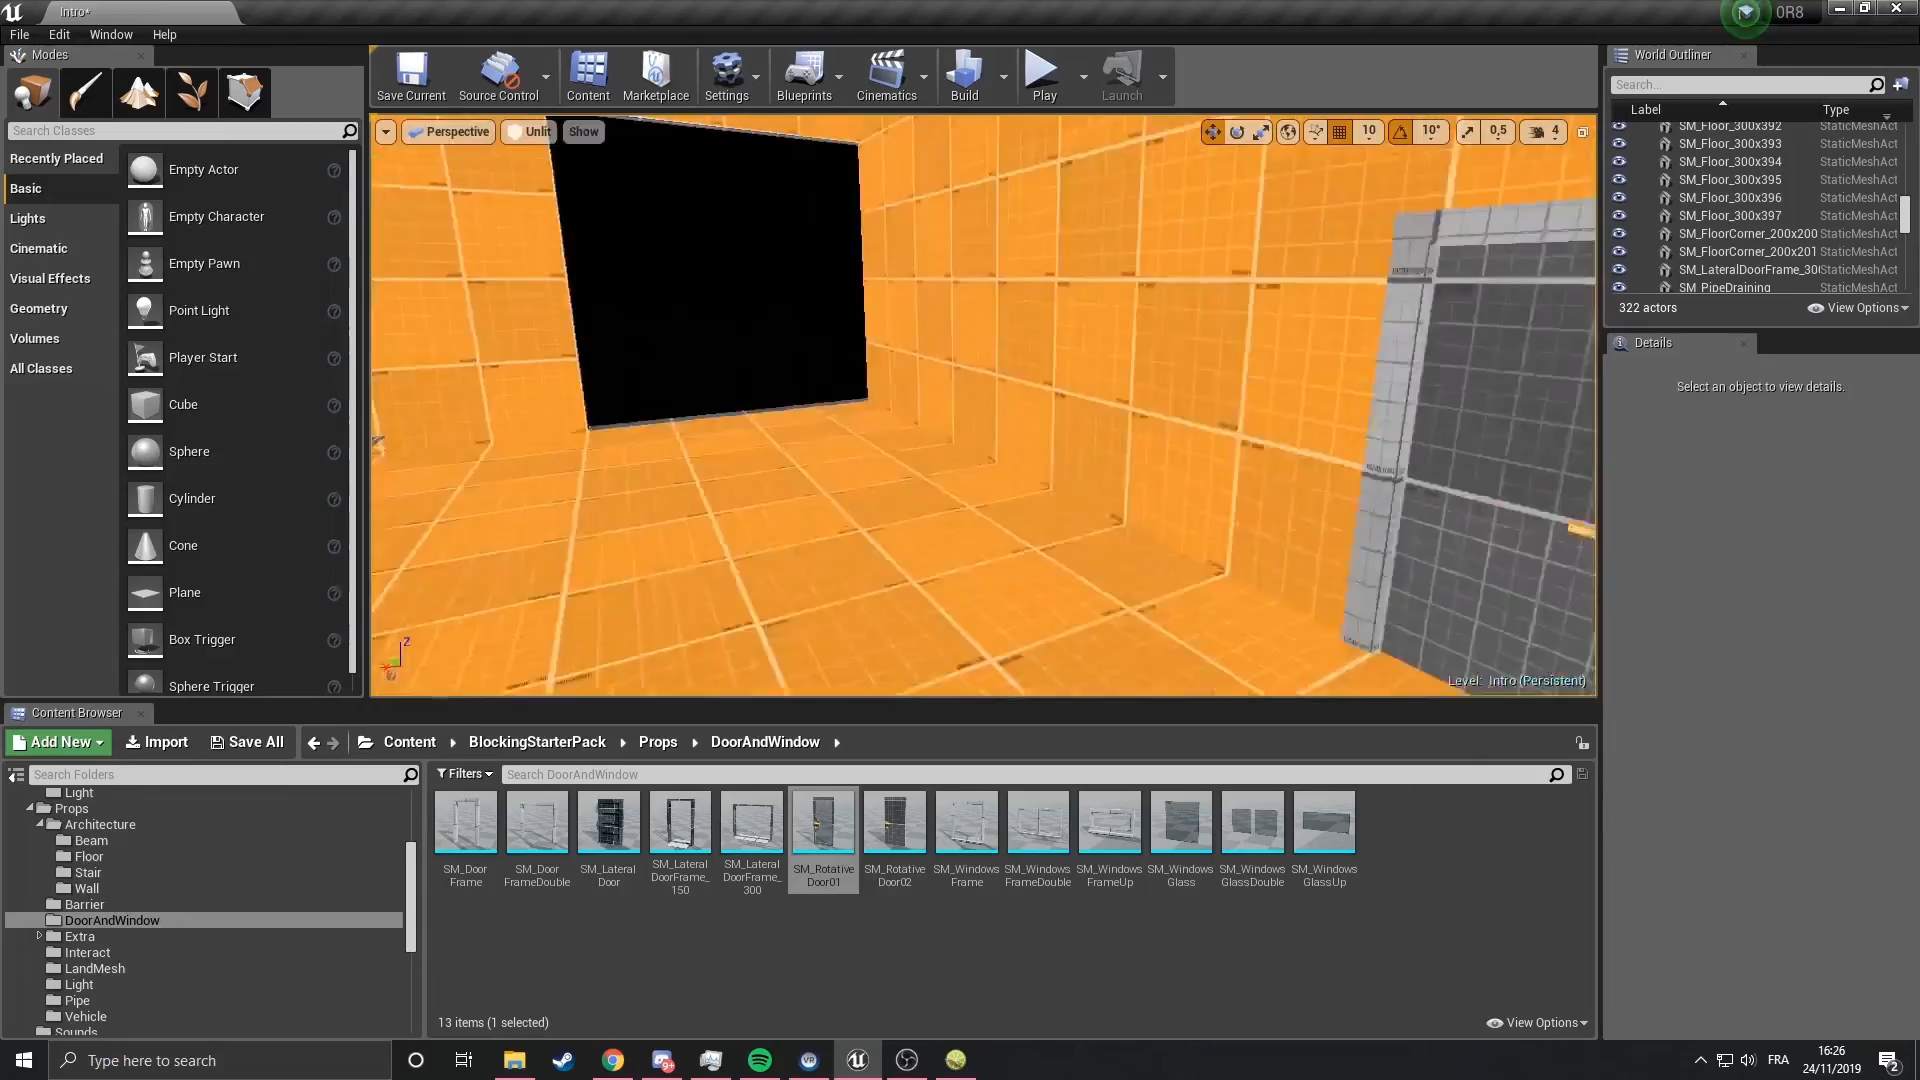 Intro*
0R8
File Edit Window Help
Modes
Search Classes
Recently Placed
Basic
Lights
Cinematic
Visual Effects
Geometry
Volumes
All Classes
Empty Actor
Empty Character
Empty Pawn
Point Light
Player Start
Cube
Sphere
Cylinder
Cone
Plane
Box Trigger
Sphere Trigger
Save Current
Source Control
Content
Marketplace
Settings
Blueprints
Cinematics
Build
Play
Launch
Perspective
Unlit
Show
10
10°
0,5
4
Z
Level: Intro (Persistent)
World Outliner
Search...
Label Type
SM_Floor_300x392 StaticMeshAct
SM_Floor_300x393 StaticMeshAct
SM_Floor_300x394 StaticMeshAct
SM_Floor_300x395 StaticMeshAct
SM_Floor_300x396 StaticMeshAct
SM_Floor_300x397 StaticMeshAct
SM_FloorCorner_200x200 StaticMeshAct
SM_FloorCorner_200x201 StaticMeshAct
SM_LateralDoorFrame_30 StaticMeshAct
SM_PipeDraining StaticMeshAct
322 actors
View Options
Details
Select an object to view details.
Content Browser
Add New Import Save All
Content BlockingStarterPack Props DoorAndWindow
Search Folders
Filters
Search DoorAndWindow
Light
Props
Architecture
Beam
Floor
Stair
Wall
Barrier
DoorAndWindow
Extra
Interact
LandMesh
Light
Pipe
Vehicle
Sounds
SM_Door
Frame
SM_Door
FrameDouble
SM_Lateral
Door
SM_Lateral
DoorFrame_
150
SM_Lateral
DoorFrame_
300
SM_Rotative
Door01
SM_Rotative
Door02
SM_Windows
Frame
SM_Windows
FrameDouble
SM_Windows
FrameUp
SM_Windows
Glass
SM_Windows
GlassDouble
SM_Windows
GlassUp
13 items (1 selected)
View Options
Type here to search
9+
VR
FRA
16:26
24/11/2019
2